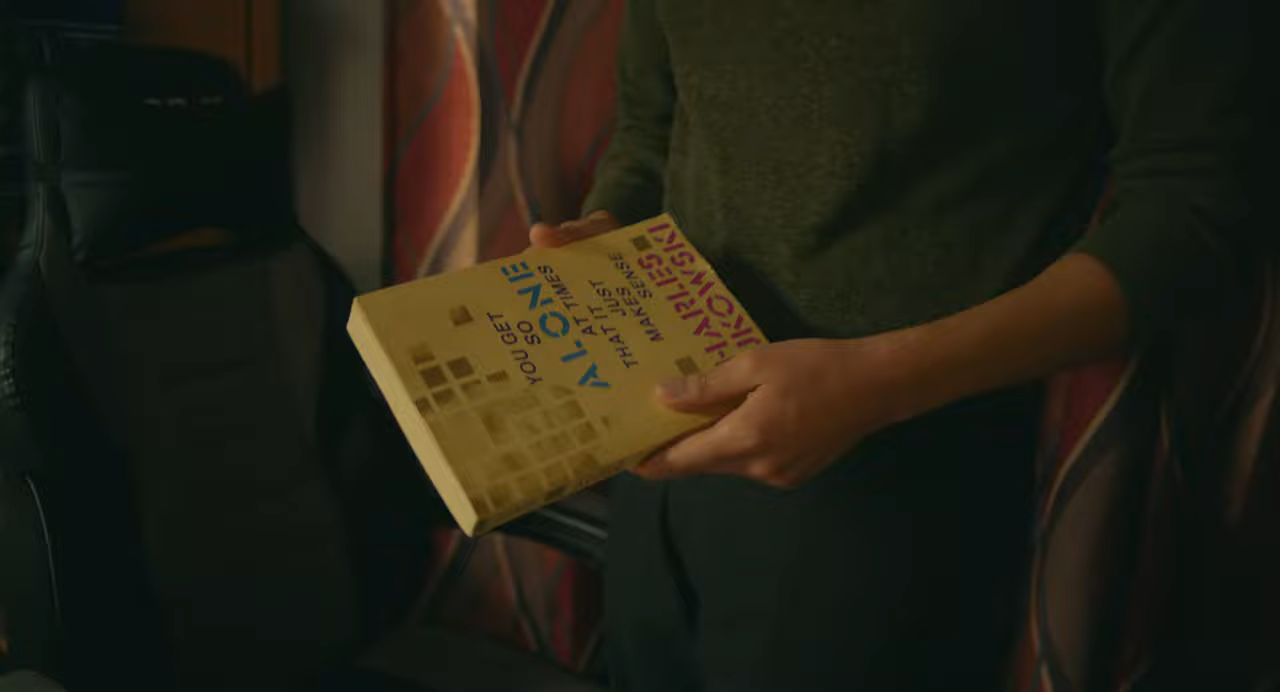 YOU GET
SO
ALONE
AT TIMES
THAT IT
JUST
MAKES
SENSE